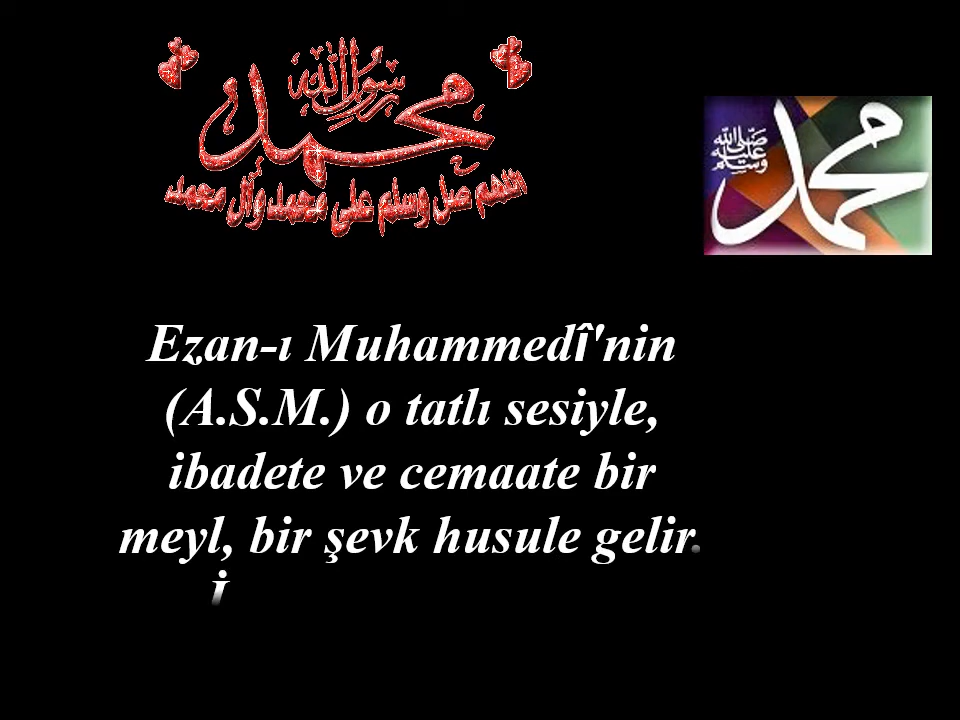 رسول الله
محمد
اللهم صل وسلم على محمد وأل محمد
محمد
صلى الله
عليه
وسلم
Ezan-ı Muhammedî'nin
(A.S.M.) o tatlı sesiyle,
ibadete ve cemaate bir
meyl, bir şevk husule gelir.
İ